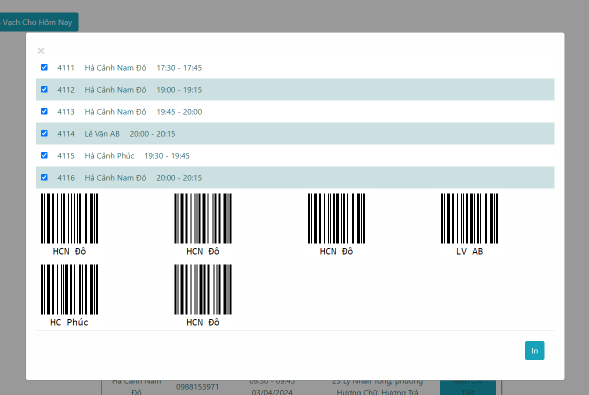 Vạch Cho Hôm Nay
×
4111 Hà Cảnh Nam Đô 17:30 - 17:45
4112 Hà Cảnh Nam Đô 19:00 - 19:15
4113 Hà Cảnh Nam Đô 19:45 - 20:00
4114 Lê Văn AB 20:00 - 20:15
4115 Hà Cảnh Phúc 19:30 - 19:45
4116 Hà Cảnh Nam Đô 20:00 - 20:15
HCN Đô HCN Đô HCN Đô LV AB
HC Phúc HCN Đô
In
Hà Cảnh Nam 0988153971 09:30 - 09:45 23 Lý Nhân Tông, phường
Đô 03/04/2024 Hương Chữ, Hương Trà